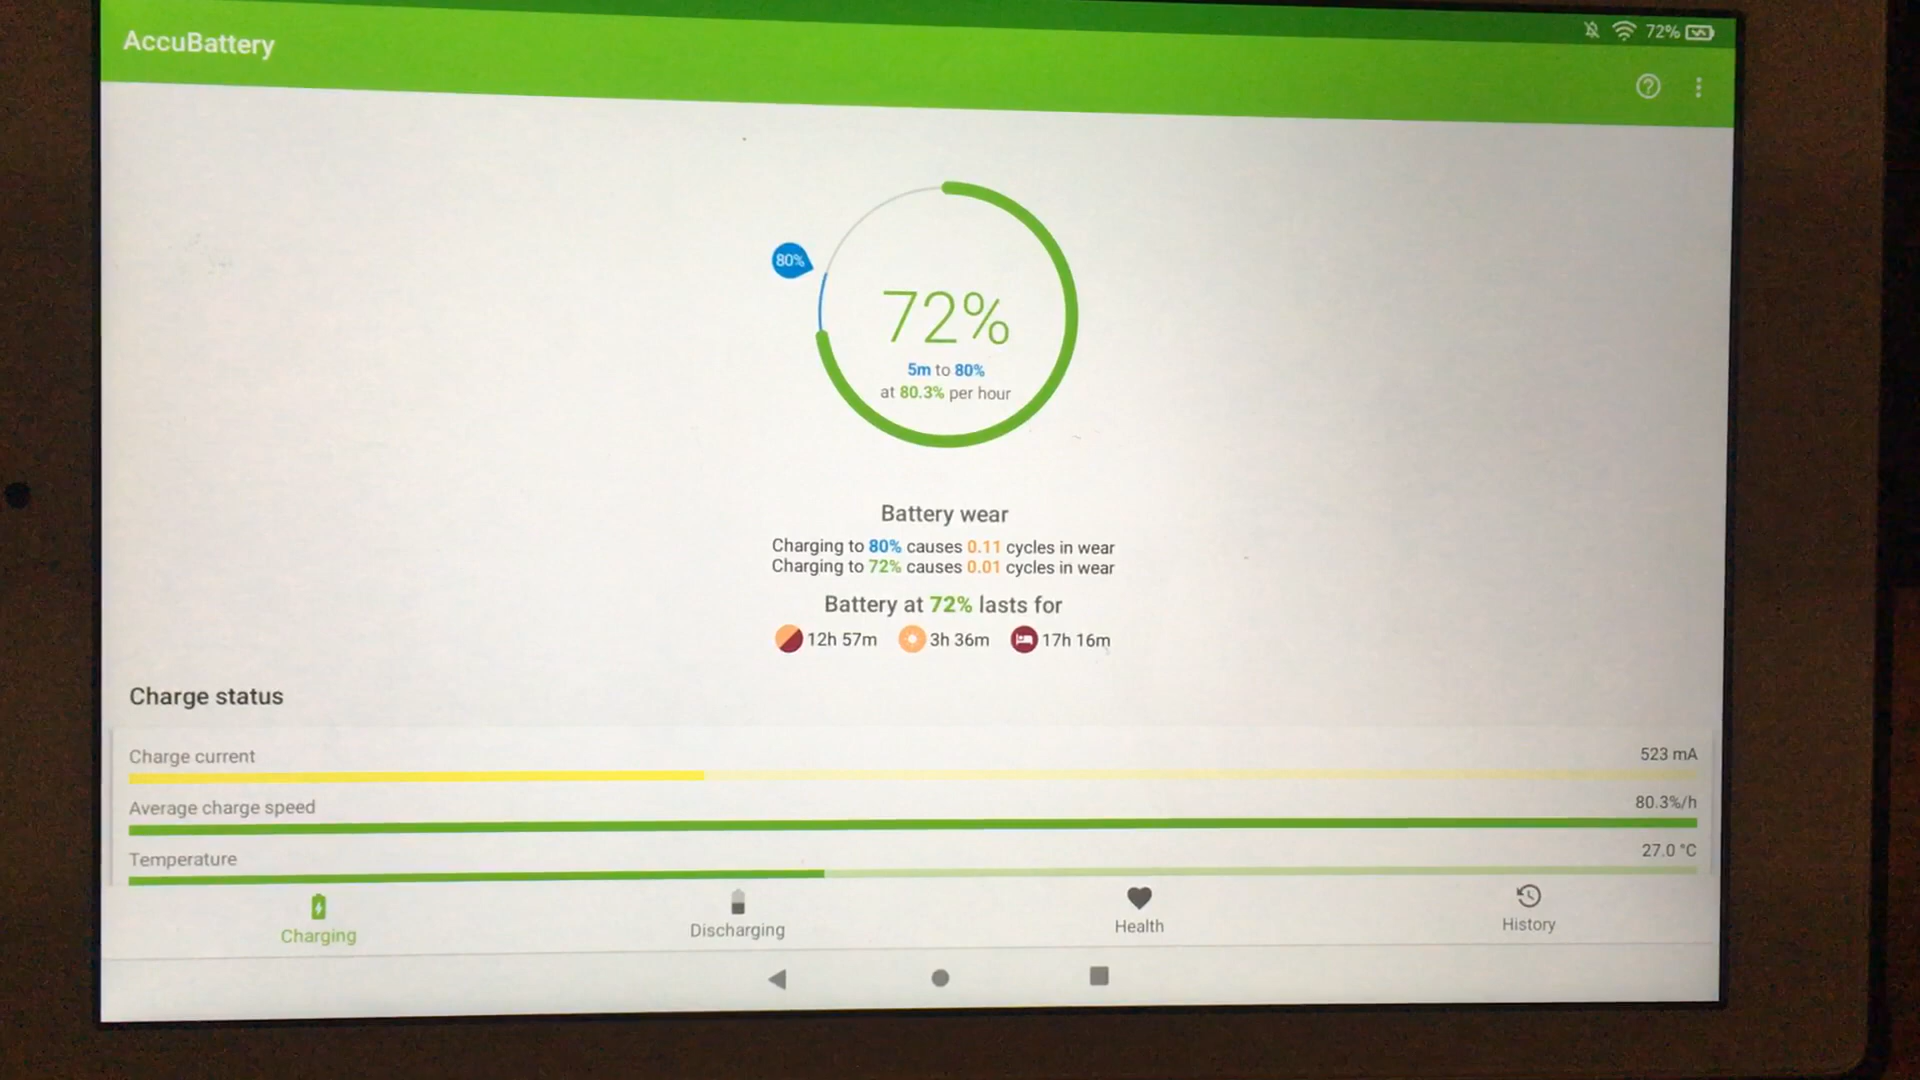 AccuBattery
72%
80%
72%
5m to 80%
at 80.3% per hour
Battery wear
Charging to 80% causes 0.11 cycles in wear
Charging to 72% causes 0.01 cycles in wear
Battery at 72% lasts for
12h 57m 3h 36m 17h 16m
Charge status
Charge current 523 mA
Average charge speed 80.3%/h
Temperature 27.0 °C
Charging Discharging Health History